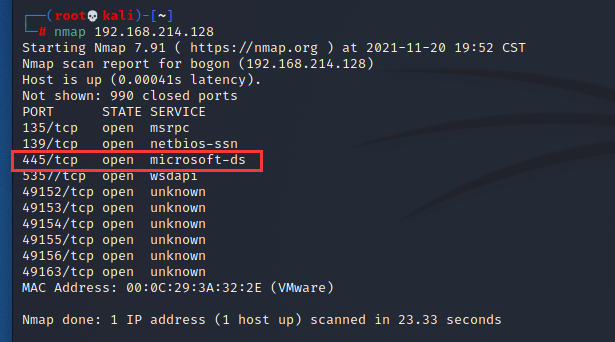 ┌──(root💀kali)-[~]
└─# nmap 192.168.214.128
Starting Nmap 7.91 ( https://nmap.org ) at 2021-11-20 19:52 CST
Nmap scan report for bogon (192.168.214.128)
Host is up (0.00041s latency).
Not shown: 990 closed ports
PORT STATE SERVICE
135/tcp open msrpc
139/tcp open netbios-ssn
445/tcp open microsoft-ds
5357/tcp open wsdapi
49152/tcp open unknown
49153/tcp open unknown
49154/tcp open unknown
49155/tcp open unknown
49156/tcp open unknown
49163/tcp open unknown
MAC Address: 00:0C:29:3A:32:2E (VMware)
Nmap done: 1 IP address (1 host up) scanned in 23.33 seconds